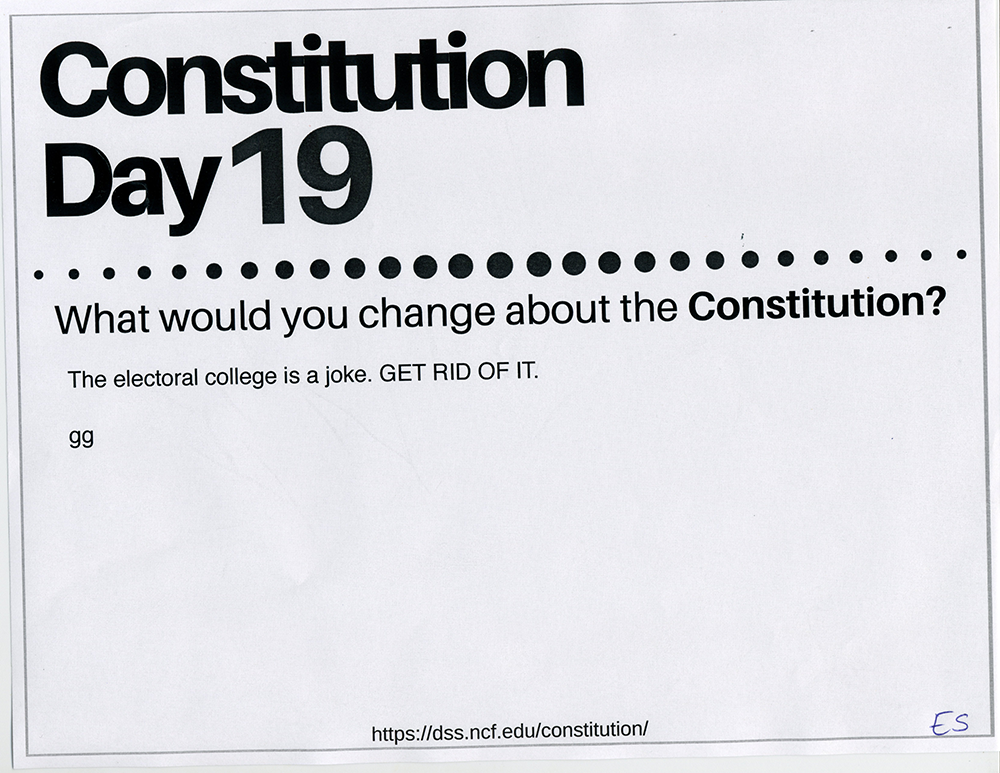 Constitution
Day 19
What would you change about the Constitution?
The electoral college is a joke. GET RID OF IT.
gg
https://dss.ncf.edu/constitution/
ES